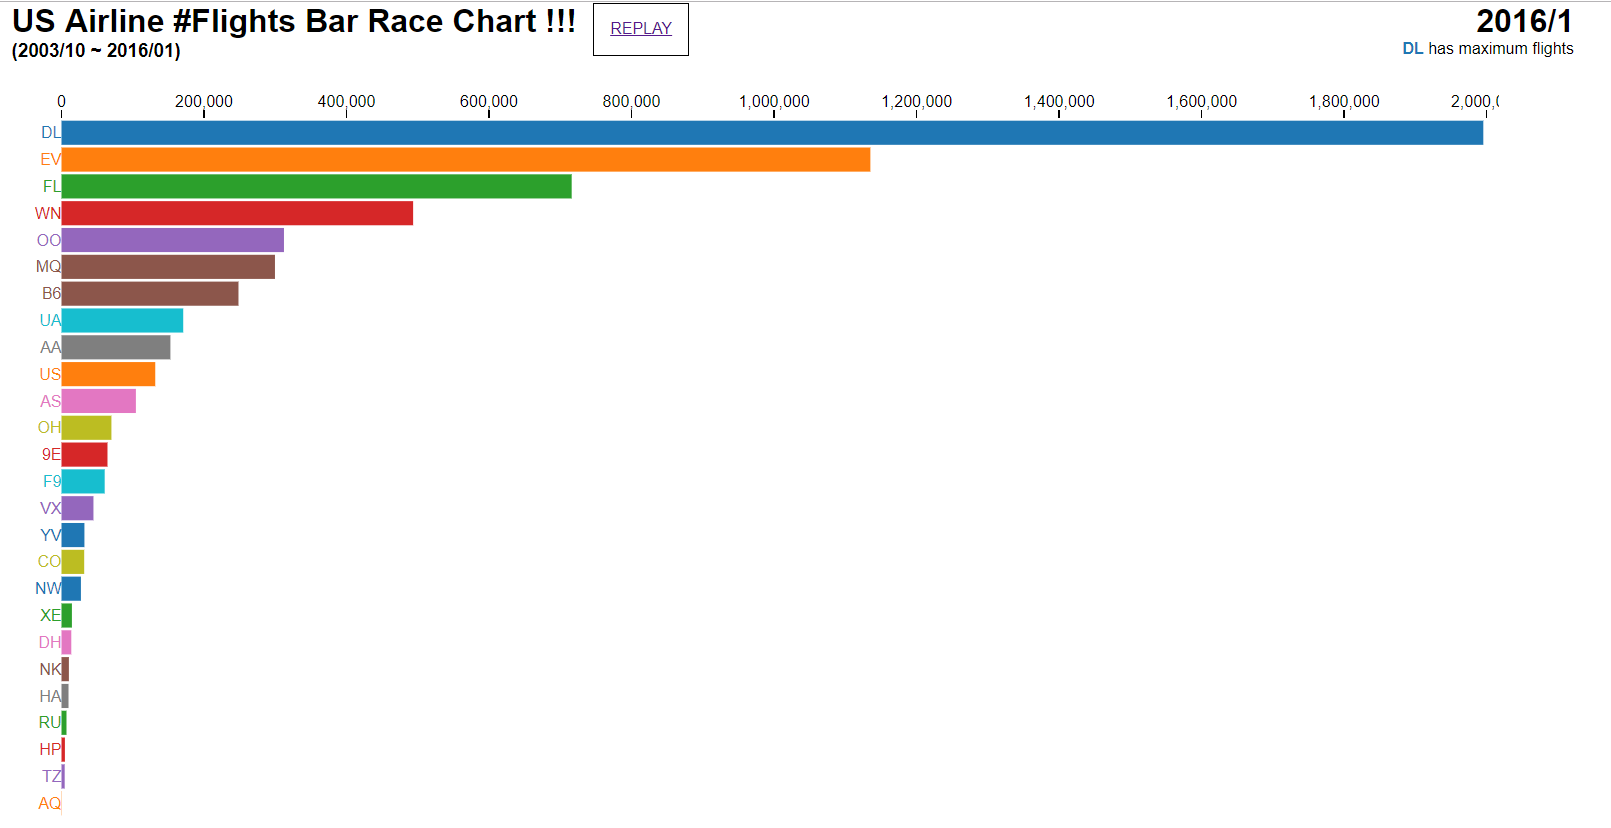 US Airline #Flights Bar Race Chart !!!
REPLAY
2016/1
(2003/10 ~ 2016/01)
DL has maximum flights
0 200,000 400,000 600,000 800,000 1,000,000 1,200,000 1,400,000 1,600,000 1,800,000 2,000,0
DL
EV
FL
WN
OO
MQ
B6
UA
AA
US
AS
OH
9E
F9
VX
YV
CO
NW
XE
DH
NK
HA
RU
HP
TZ
AQ